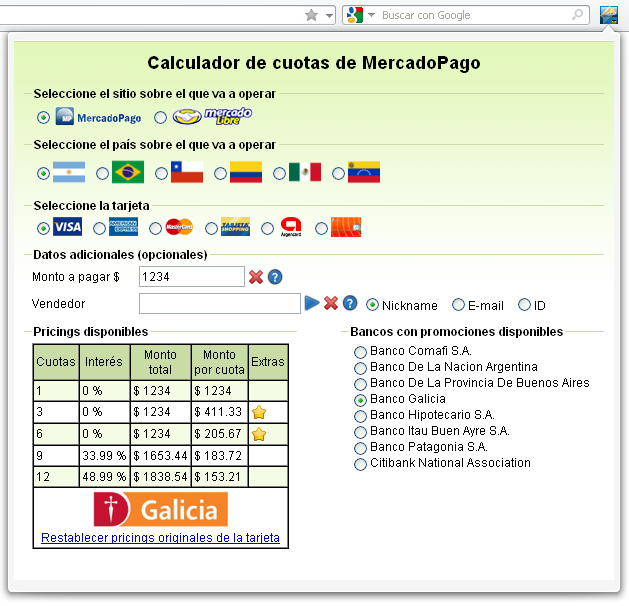 Buscar con Google
Calculador de cuotas de MercadoPago
Seleccione el sitio sobre el que va a operar
MP MercadoPago mercado Libre
Seleccione el país sobre el que va a operar
Seleccione la tarjeta
VISA AMERICAN EXPRESS MasterCard TARJETA SHOPPING Argencard
Datos adicionales (opcionales)
Monto a pagar $ 1234
Vendedor Nickname E-mail ID
Pricings disponibles
Cuotas Interés Monto total Monto por cuota Extras
1 0 % $ 1234 $ 1234
3 0 % $ 1234 $ 411.33
6 0 % $ 1234 $ 205.67
9 33.99 % $ 1653.44 $ 183.72
12 48.99 % $ 1838.54 $ 153.21
Galicia
Restablecer pricings originales de la tarjeta
Bancos con promociones disponibles
Banco Comafi S.A.
Banco De La Nacion Argentina
Banco De La Provincia De Buenos Aires
Banco Galicia
Banco Hipotecario S.A.
Banco Itau Buen Ayre S.A.
Banco Patagonia S.A.
Citibank National Association